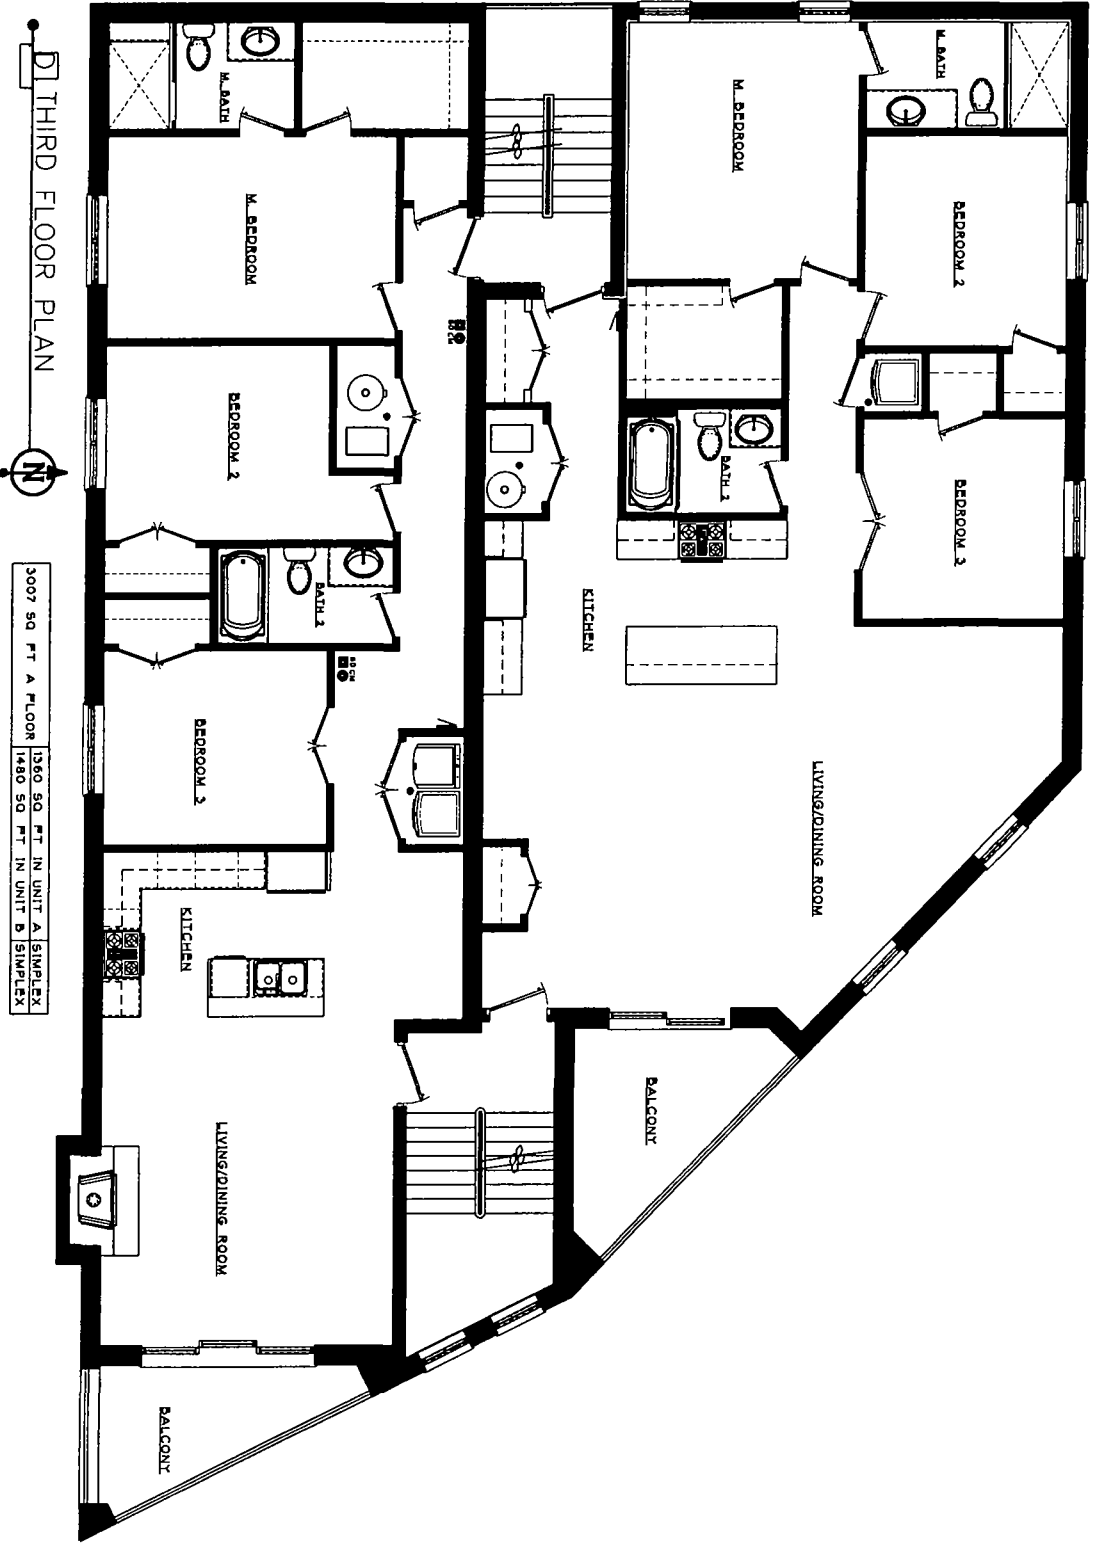 M. BATH
M. BEDROOM
BEDROOM 2
BEDROOM 3
BATH 2
KITCHEN
LIVING/DINING ROOM
BALCONY
M. BATH
M. BEDROOM
BEDROOM 2
BATH 2
BEDROOM 3
KITCHEN
LIVING/DINING ROOM
BALCONY
D THIRD FLOOR PLAN
N
3007 SQ FT A FLOOR
1360 SQ FT IN UNIT A SIMPLEX
1480 SQ FT IN UNIT B SIMPLEX